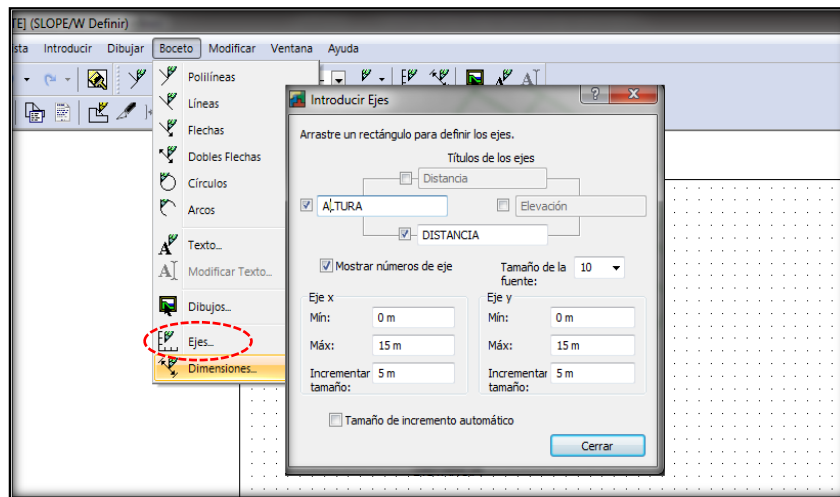 TE] (SLOPE/W Definir)
sta Introducir Dibujar Boceto Modificar Ventana Ayuda
Polilíneas
Líneas
Flechas
Dobles Flechas
Círculos
Arcos
Texto...
Modificar Texto...
Dibujos...
Ejes...
Dimensiones...
Introducir Ejes
Arrastre un rectángulo para definir los ejes.
Títulos de los ejes
Distancia
ALTURA
Elevación
DISTANCIA
Mostrar números de eje
Tamaño de la fuente: 10
Eje x
Mín: 0 m
Máx: 15 m
Incrementar tamaño: 5 m
Eje y
Mín: 0 m
Máx: 15 m
Incrementar tamaño: 5 m
Tamaño de incremento automático
Cerrar